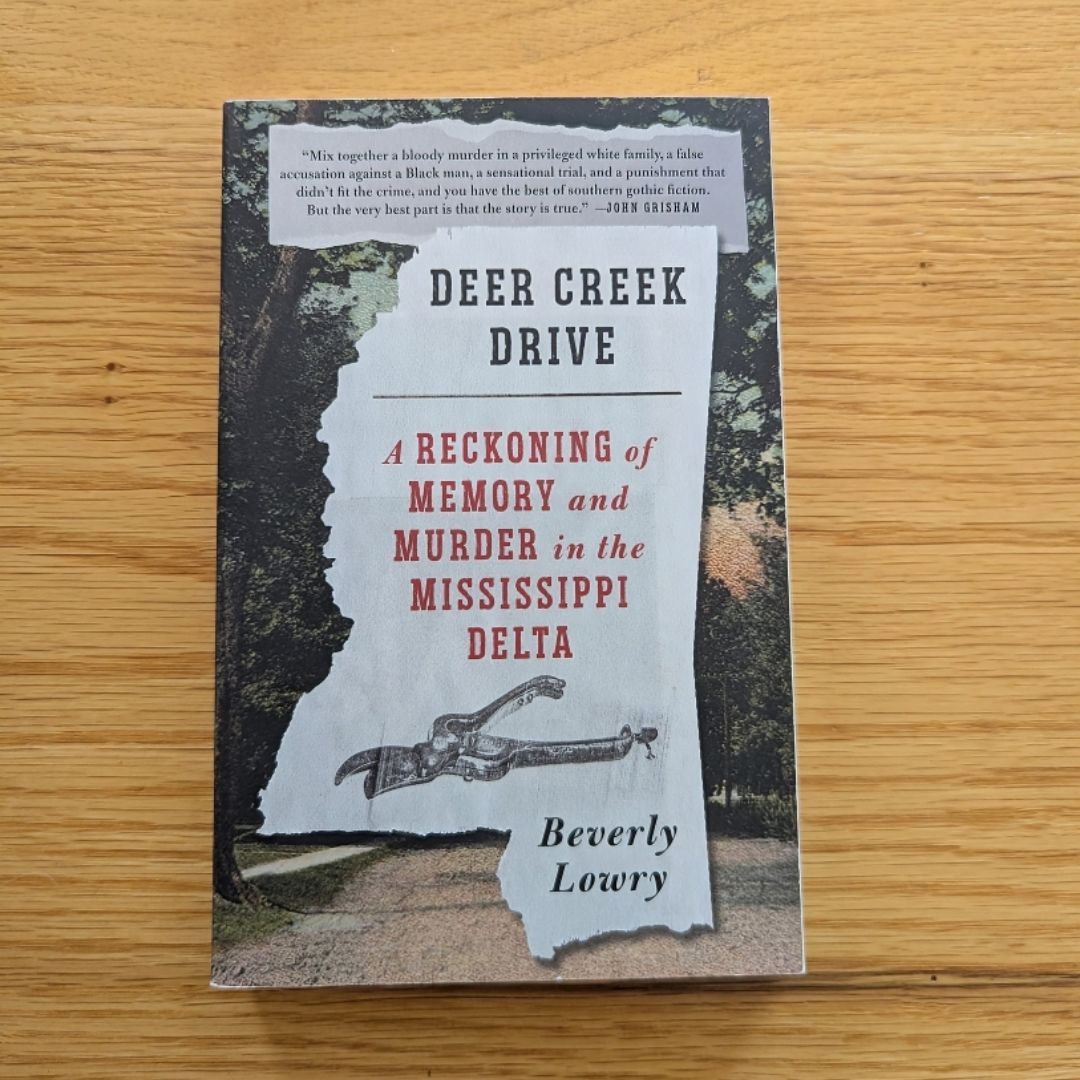 “Mix together a bloody murder in a privileged white family, a false
accusation against a Black man, a sensational trial, and a punishment that
didn’t fit the crime, and you have the best of southern gothic fiction.
But the very best part is that the story is true.” —JOHN GRISHAM
DEER CREEK
DRIVE
A RECKONING of
MEMORY and
MURDER in the
MISSISSIPPI
DELTA
Beverly
Lowry